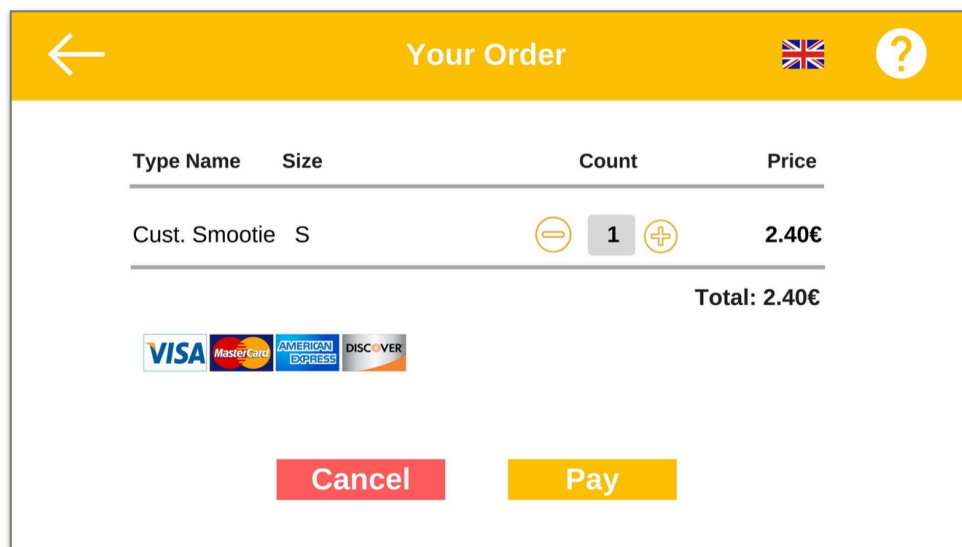 Your Order ?
Type Name Size Count Price
Cust. Smootie S 1 2.40€
Total: 2.40€
VISA MasterCard AMERICAN EXPRESS DISCOVER
Cancel Pay